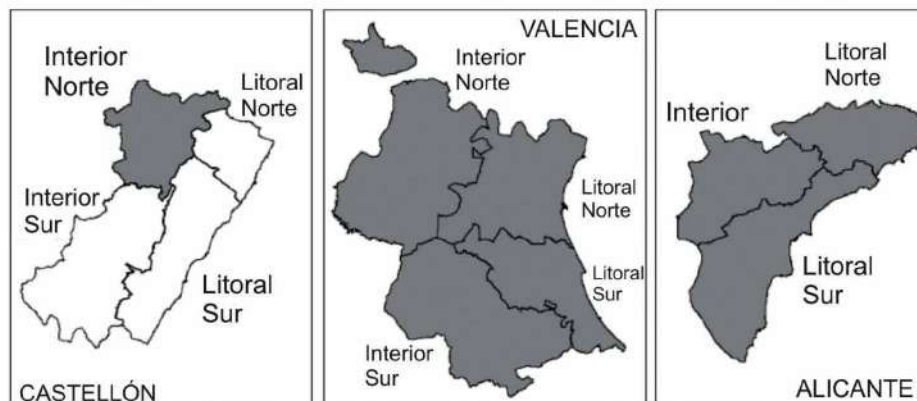 Interior
Norte
Litoral
Norte
Interior
Sur
Litoral
Sur
CASTELLÓN
VALENCIA
Interior
Norte
Litoral
Norte
Litoral
Sur
Interior
Sur
Litoral
Norte
Interior
Litoral
Sur
ALICANTE